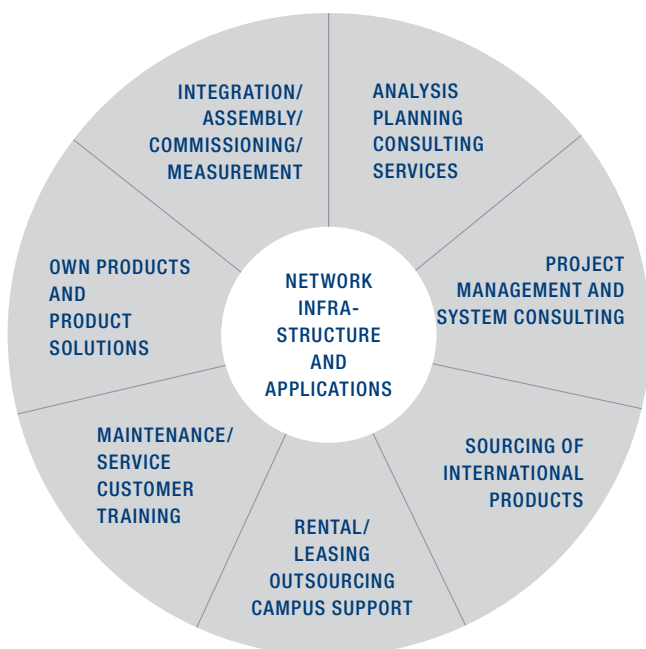 INTEGRATION/
ASSEMBLY/
COMMISSIONING/
MEASUREMENT
ANALYSIS
PLANNING
CONSULTING
SERVICES
OWN PRODUCTS
AND
PRODUCT
SOLUTIONS
NETWORK
INFRA-
STRUCTURE
AND
APPLICATIONS
PROJECT
MANAGEMENT AND
SYSTEM CONSULTING
MAINTENANCE/
SERVICE
CUSTOMER
TRAINING
RENTAL/
LEASING
OUTSOURCING
CAMPUS SUPPORT
SOURCING OF
INTERNATIONAL
PRODUCTS